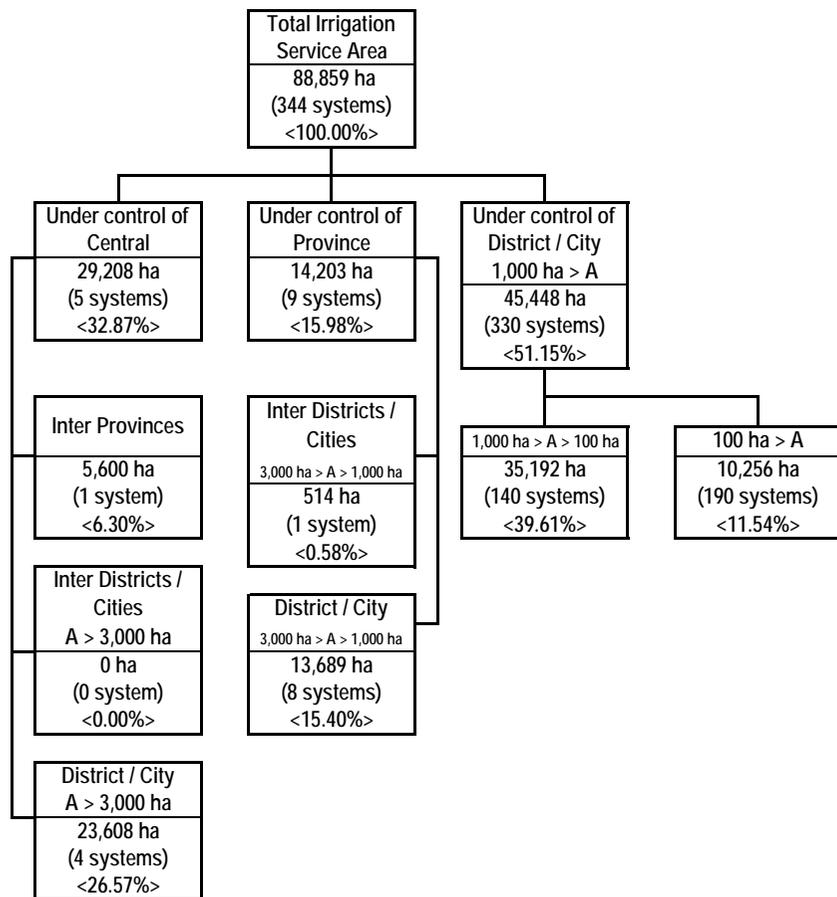 Total Irrigation
Service Area
88,859 ha
(344 systems)
<100.00%>
Under control of
Central
29,208 ha
(5 systems)
<32.87%>
Under control of
Province
14,203 ha
(9 systems)
<15.98%>
Under control of
District / City
1,000 ha > A
45,448 ha
(330 systems)
<51.15%>
Inter Provinces
5,600 ha
(1 system)
<6.30%>
Inter Districts /
Cities
3,000 ha > A > 1,000 ha
514 ha
(1 system)
<0.58%>
1,000 ha > A > 100 ha
35,192 ha
(140 systems)
<39.61%>
100 ha > A
10,256 ha
(190 systems)
<11.54%>
Inter Districts /
Cities
A > 3,000 ha
0 ha
(0 system)
<0.00%>
District / City
3,000 ha > A > 1,000 ha
13,689 ha
(8 systems)
<15.40%>
District / City
A > 3,000 ha
23,608 ha
(4 systems)
<26.57%>